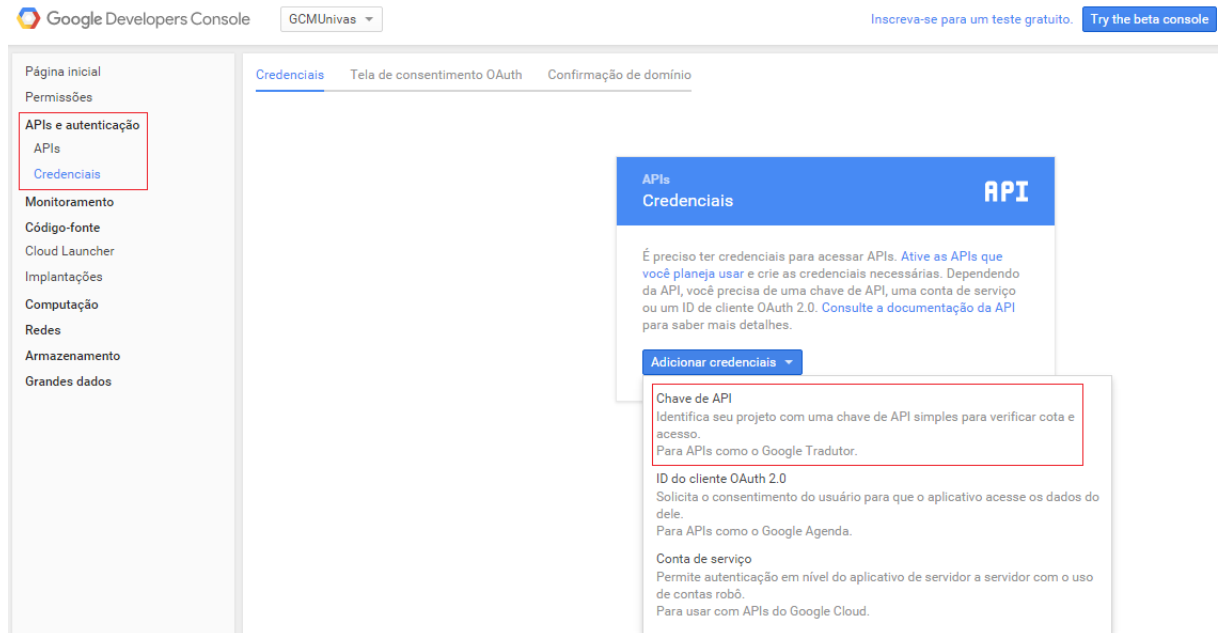 Google Developers Console
GCMUnivas
Inscreva-se para um teste gratuito.
Try the beta console
Página inicial
Permissões
APIs e autenticação
APIs
Credenciais
Monitoramento
Código-fonte
Cloud Launcher
Implantações
Computação
Redes
Armazenamento
Grandes dados
Credenciais
Tela de consentimento OAuth
Confirmação de domínio
APIs
Credenciais
API
É preciso ter credenciais para acessar APIs. Ative as APIs que
você planeja usar e crie as credenciais necessárias. Dependendo
da API, você precisa de uma chave de API, uma conta de serviço
ou um ID de cliente OAuth 2.0. Consulte a documentação da API
para saber mais detalhes.
Adicionar credenciais
Chave de API
Identifica seu projeto com uma chave de API simples para verificar cota e
acesso.
Para APIs como o Google Tradutor.
ID do cliente OAuth 2.0
Solicita o consentimento do usuário para que o aplicativo acesse os dados do
dele.
Para APIs como o Google Agenda.
Conta de serviço
Permite autenticação em nível do aplicativo de servidor a servidor com o uso
de contas robô.
Para usar com APIs do Google Cloud.